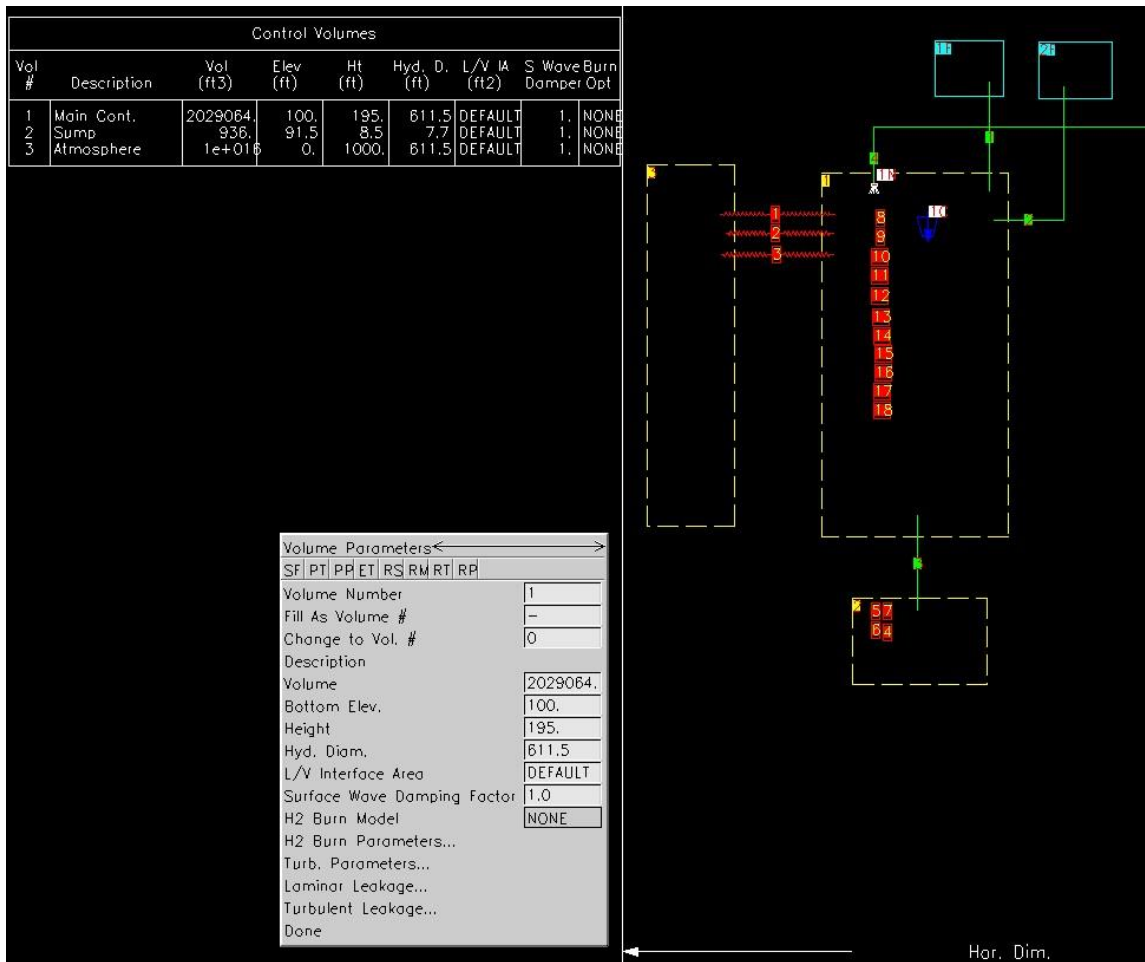 Control Volumes
Vol # Description Vol (ft3) Elev (ft) Ht (ft) Hyd. D. (ft) L/V IA (ft2) S Wave Damper Burn Opt
1 Main Cont. 2029064. 100. 195. 611.5 DEFAULT 1. NONE
2 Sump 936. 91.5 8.5 7.7 DEFAULT 1. NONE
3 Atmosphere 1e+016 0. 1000. 611.5 DEFAULT 1. NONE
1F 2F
1
4
1N
1
2
3
1
8
1C
9
10
11
12
13
14
15
16
17
18
5 7
6 4
Volume Parameters
SF PT PP ET RS RM RT RP
Volume Number 1
Fill As Volume # -
Change to Vol. # 0
Description
Volume 2029064.
Bottom Elev. 100.
Height 195.
Hyd. Diam. 611.5
L/V Interface Area DEFAULT
Surface Wave Damping Factor 1.0
H2 Burn Model NONE
H2 Burn Parameters...
Turb. Parameters...
Laminar Leakage...
Turbulent Leakage...
Done
Hor. Dim.